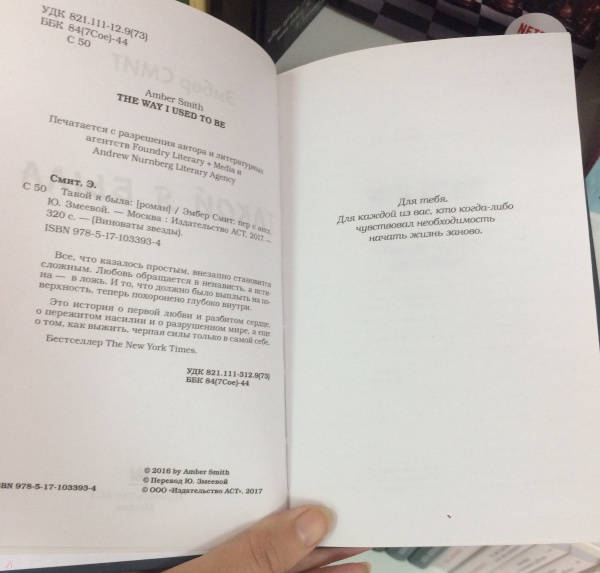 УДК 821.111-12.9(73)
ББК 84(7Сое)-44
С 50
Amber Smith
THE WAY I USED TO BE
Печатается с разрешения автора и литературных
агентств Foundry Literary + Media и
Andrew Nurnberg Literary Agency
Смит, Э.
С 50 Такой я была: [роман] / Эмбер Смит; пер с англ.
Ю. Змеевой. — Москва : Издательство АСТ, 2017. —
320 с. — (Виноваты звезды).
ISBN 978-5-17-103393-4
Все, что казалось простым, внезапно становится
сложным. Любовь обращается в ненависть, а исти-
на — в ложь. И то, что должно было выплыть на по-
верхность, теперь похоронено глубоко внутри.
Это история о первой любви и разбитом сердце,
о пережитом насилии и о разрушенном мире, а еще
о том, как выжить, черпая силы только в самой себе.
Бестселлер The New York Times.
УДК 821.111-312.9(73)
ББК 84(7Сое)-44
© 2016 by Amber Smith
© Перевод Ю. Змеевой
© ООО «Издательство АСТ», 2017
ISBN 978-5-17-103393-4
Для тебя.
Для каждой из вас, кто когда-либо
чувствовал необходимость
начать жизнь заново.